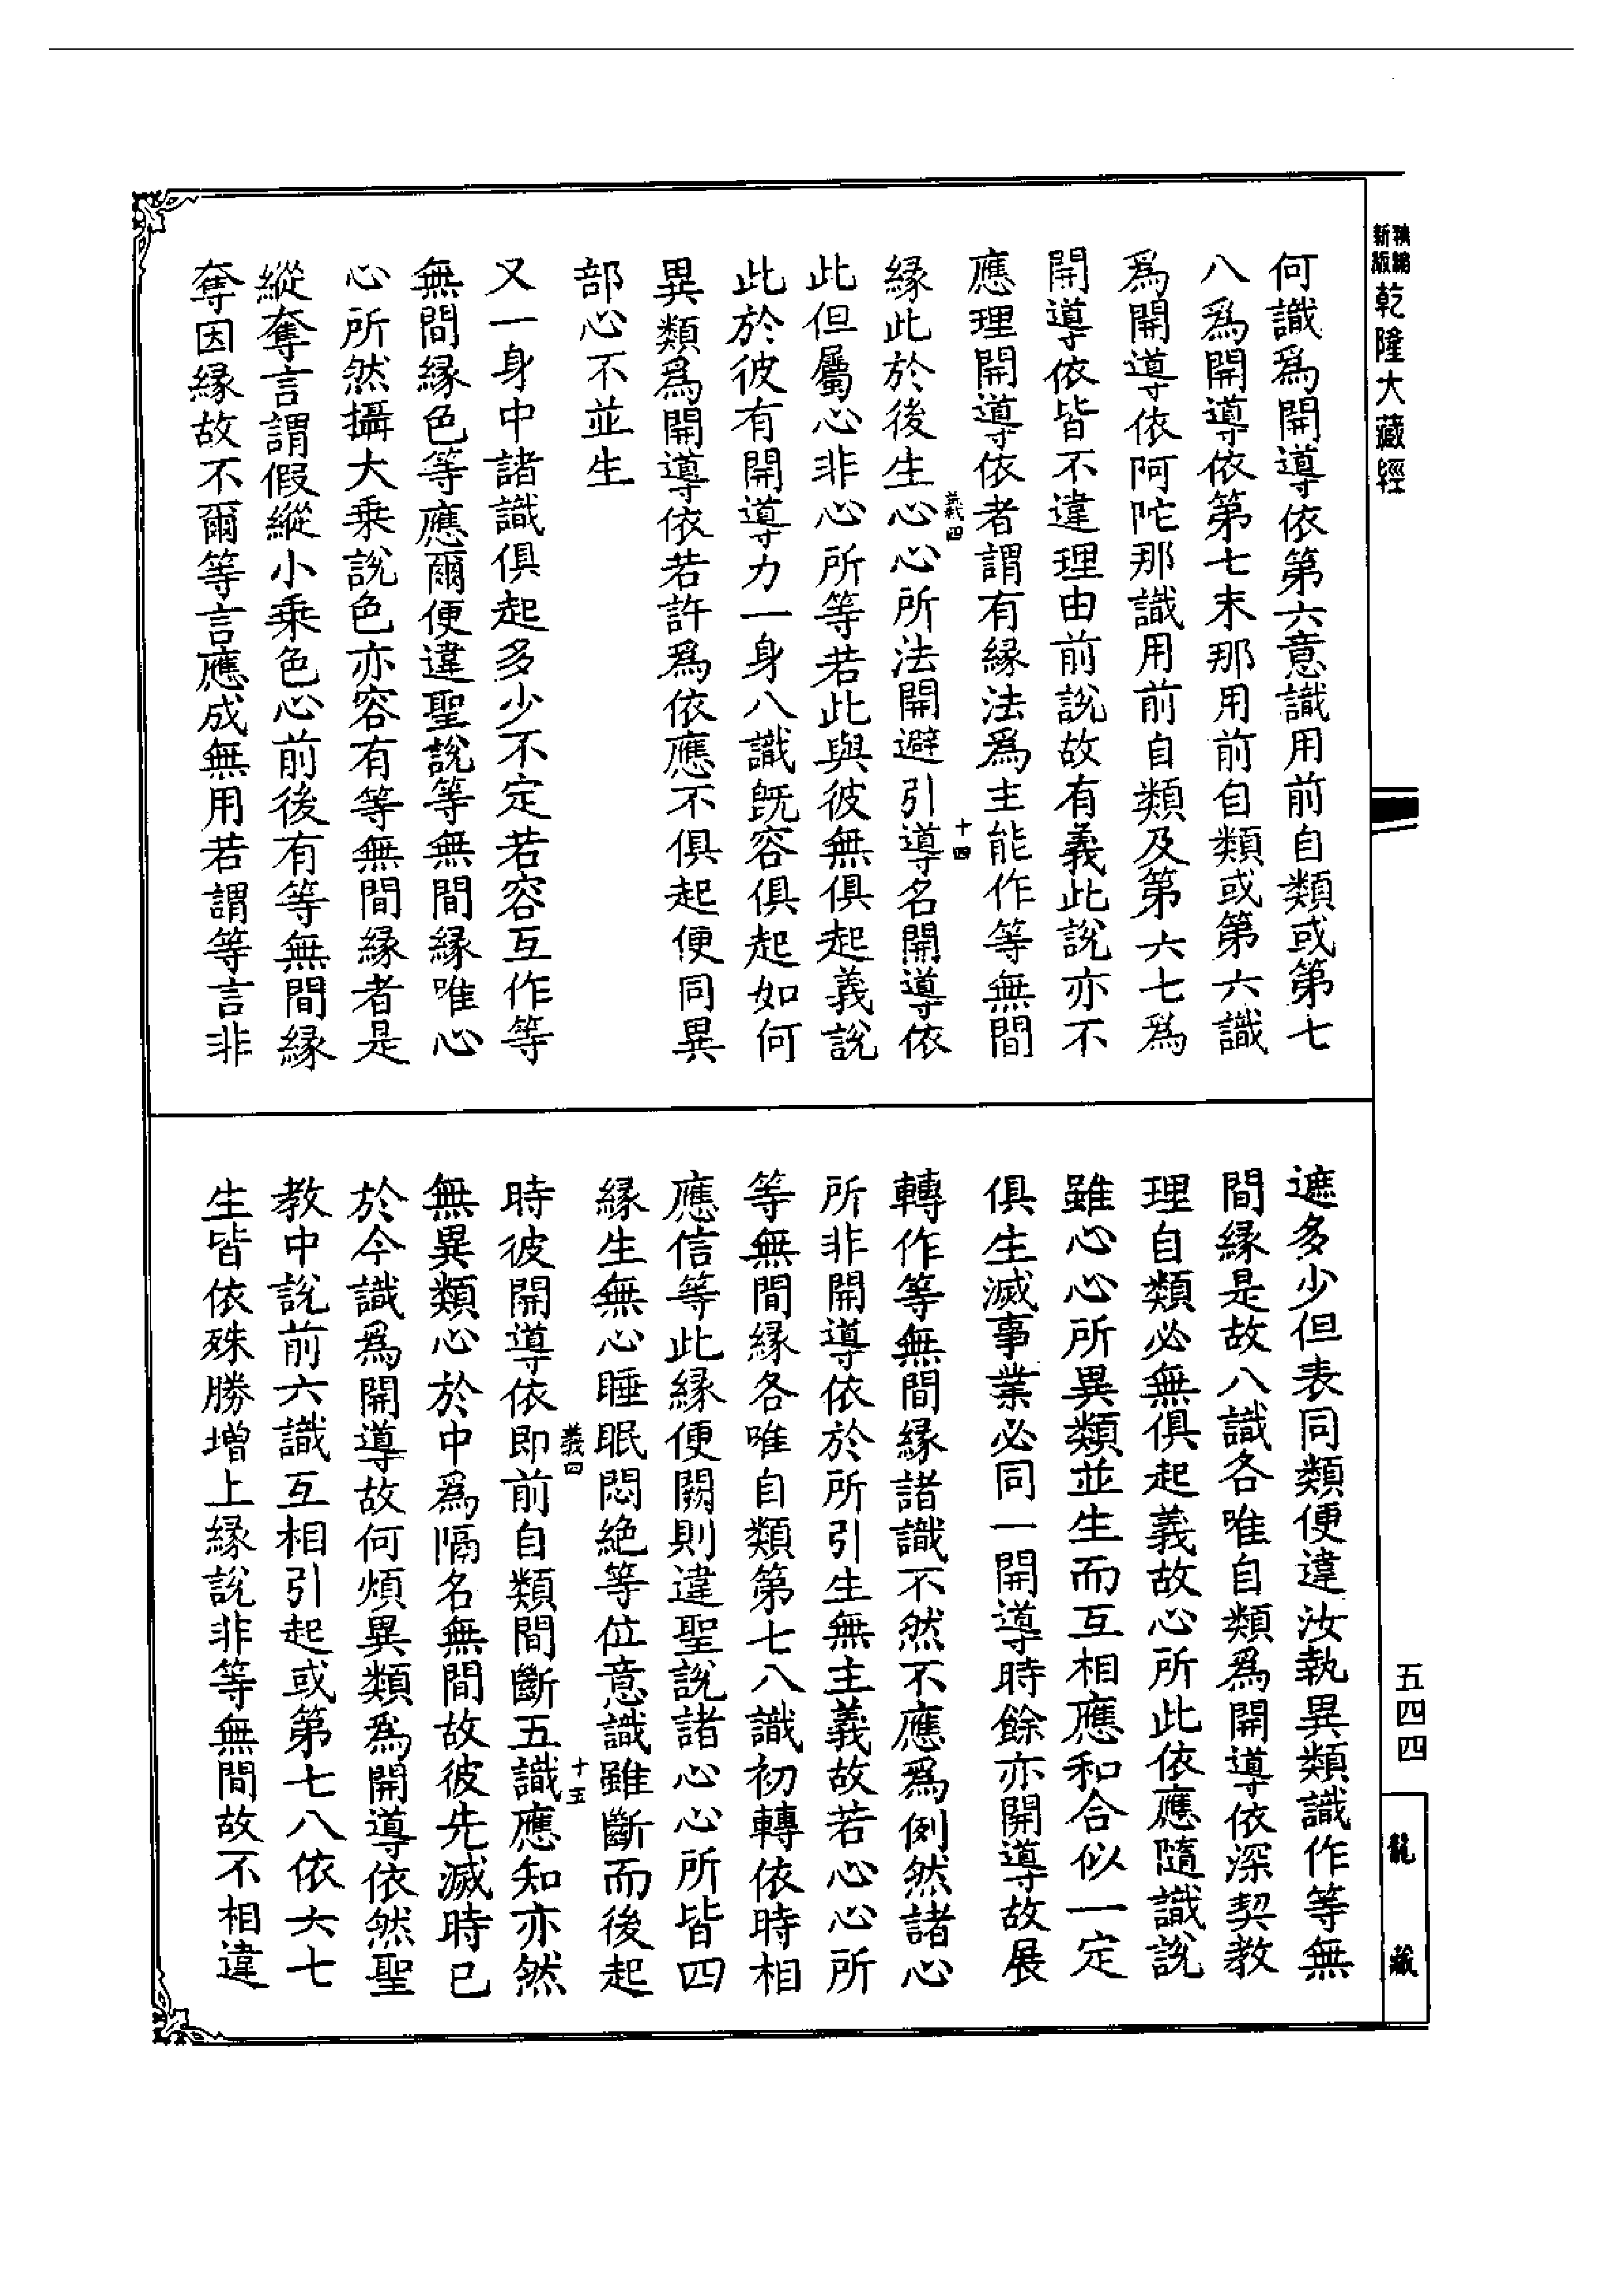 新編縮版乾隆大藏經
何識爲開導依第六意識用前自類或第七
八爲開導依第七末那用前自類或第六識
爲開導依阿陀那識用前自類及第六七爲
開導依皆不違理由前說故有義此說亦不
應理開導依者謂有緣法爲主能作等無間
義四
十四
緣此於後生心心所法開避引導名開導依
此但屬心非心所等若此與彼無俱起義說
此於彼有開導力一身八識旣容俱起如何
異類爲開導依若許爲依應不俱起便同異
部心不並生
又一身中諸識俱起多少不定若容互作等
無間緣色等應爾便違聖說等無間緣唯心
心所然攝大乘說色亦容有等無間緣者是
縱奪言謂假縱小乘色心前後有等無間緣
奪因緣故不爾等言應成無用若謂等言非
遮多少但表同類便違汝執異類識作等無
間緣是故八識各唯自類爲開導依深契教
理自類必無俱起義故心所此依應隨識說
雖心心所異類並生而互相應和合似一定
俱生滅事業必同一開導時餘亦開導故展
轉作等無間緣諸識不然不應爲例然諸心
所非開導依於所引生無主義故若心心所
等無間緣各唯自類第七八識初轉依時相
應信等此緣便闕則違聖說諸心心所皆四
緣生無心睡眠悶絕等位意識雖斷而後起
義四
十五
時彼開導依即前自類間斷五識應知亦然
無異類心於中爲隔名無間故彼先滅時已
於今識爲開導故何煩異類爲開導依然聖
教中說前六識互相引起或第七八依六七
生皆依殊勝增上緣說非等無間故不相違
五四四
龍藏